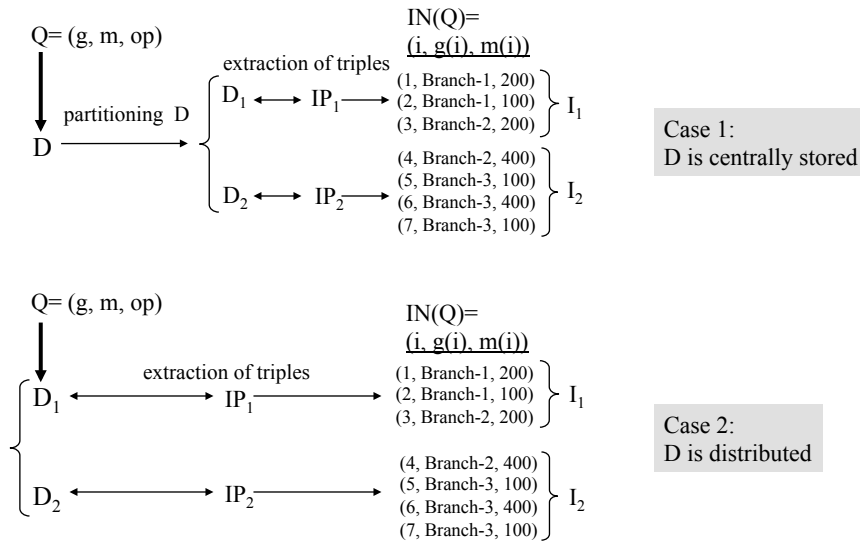 Q= (g, m, op)
IN(Q)=
(i, g(i), m(i))
extraction of triples
partitioning D
D
D₁
IP₁
(1, Branch-1, 200)
(2, Branch-1, 100)
(3, Branch-2, 200)
I₁
D₂
IP₂
(4, Branch-2, 400)
(5, Branch-3, 100)
(6, Branch-3, 400)
(7, Branch-3, 100)
I₂
Case 1:
D is centrally stored
Q= (g, m, op)
IN(Q)=
(i, g(i), m(i))
extraction of triples
D₁
IP₁
(1, Branch-1, 200)
(2, Branch-1, 100)
(3, Branch-2, 200)
I₁
D₂
IP₂
(4, Branch-2, 400)
(5, Branch-3, 100)
(6, Branch-3, 400)
(7, Branch-3, 100)
I₂
Case 2:
D is distributed